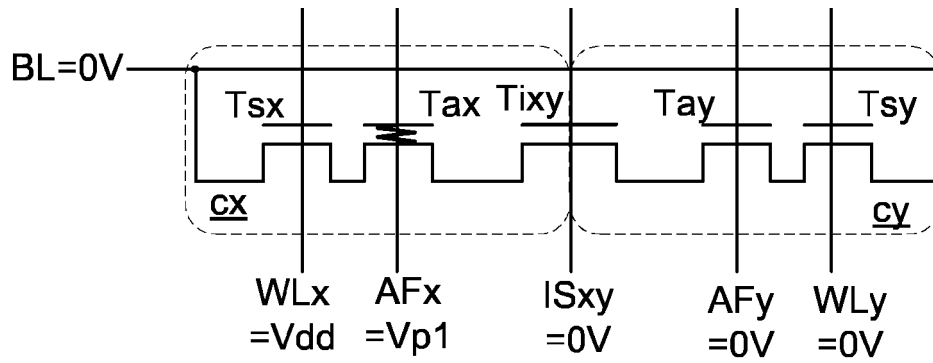 BL=0V
Tsx Tax Tixy Tay Tsy
cx cy
WLx AFx ISxy AFy WLy
=Vdd =Vp1 =0V =0V =0V